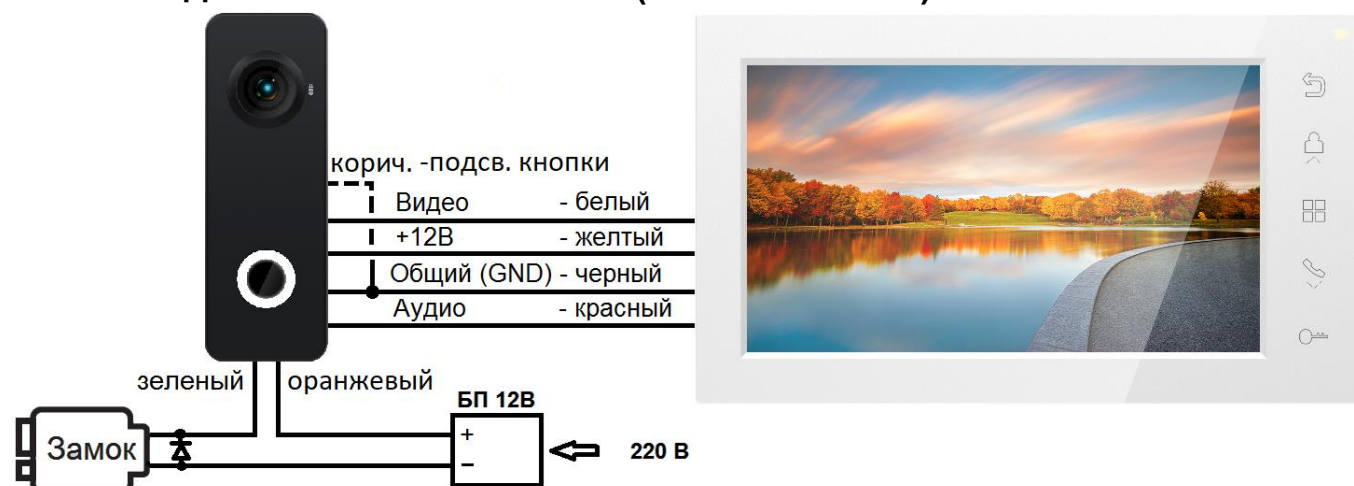 корич. -подсв. кнопки
Видео - белый
+12В - желтый
Общий (GND) - черный
Аудио - красный
зеленый
оранжевый
БП 12В
+
220 В
Замок
–